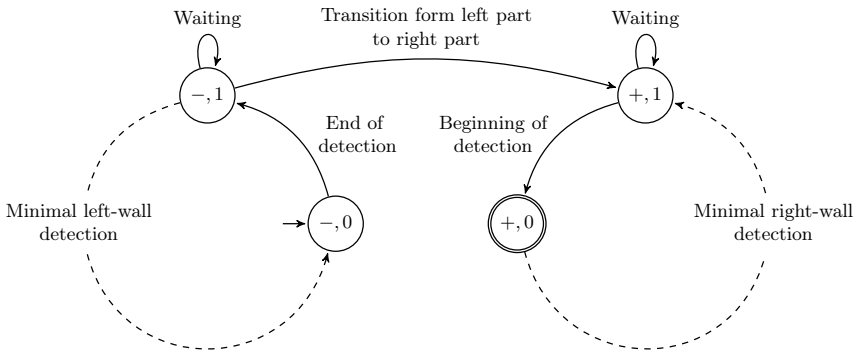 Waiting
Transition form left part
to right part
Waiting
−, 1
+, 1
End of
detection
Beginning of
detection
Minimal left-wall
detection
−, 0
+, 0
Minimal right-wall
detection